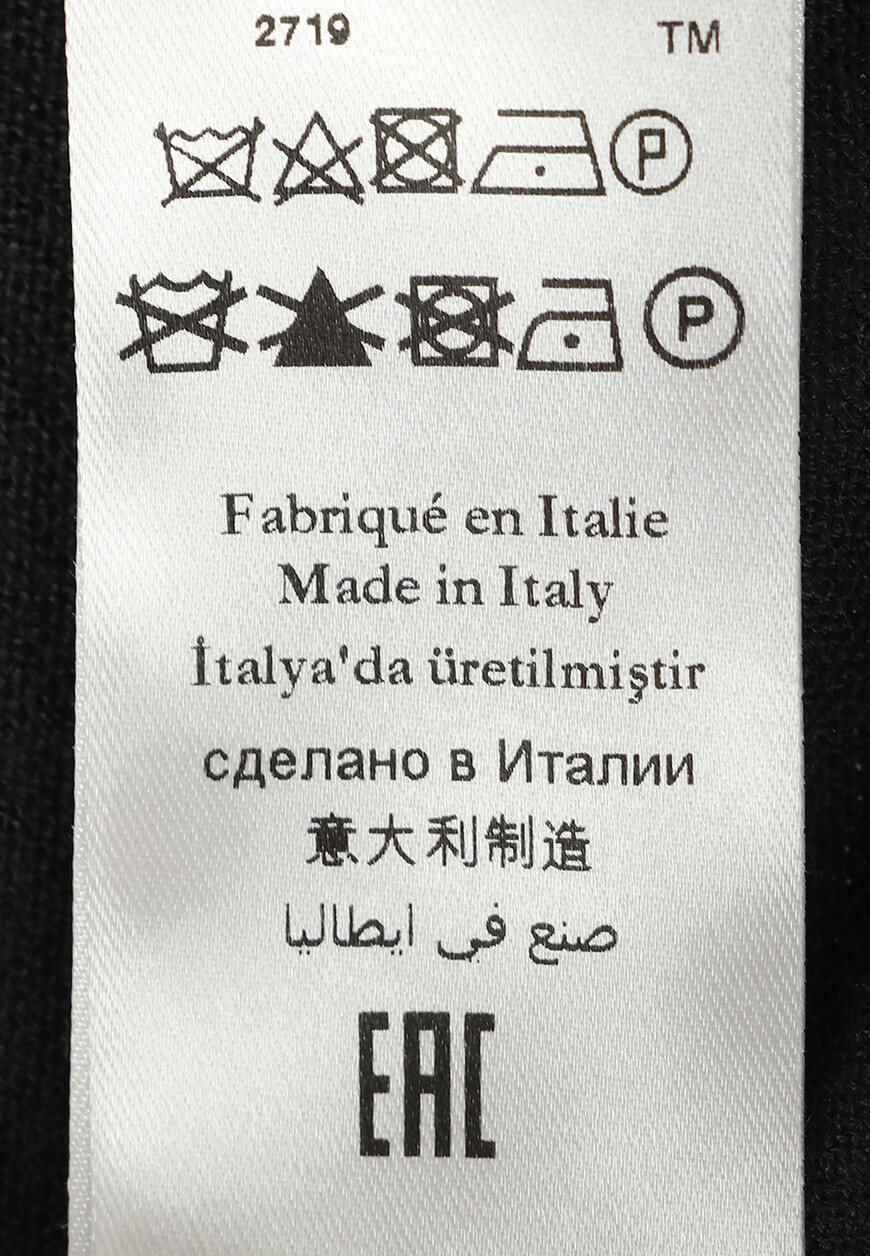 2719 TM
P
P
Fabriqué en Italie
Made in Italy
İtalya'da üretilmiştir
сделано в Италии
意大利制造
صنع في ايطاليا
EAC